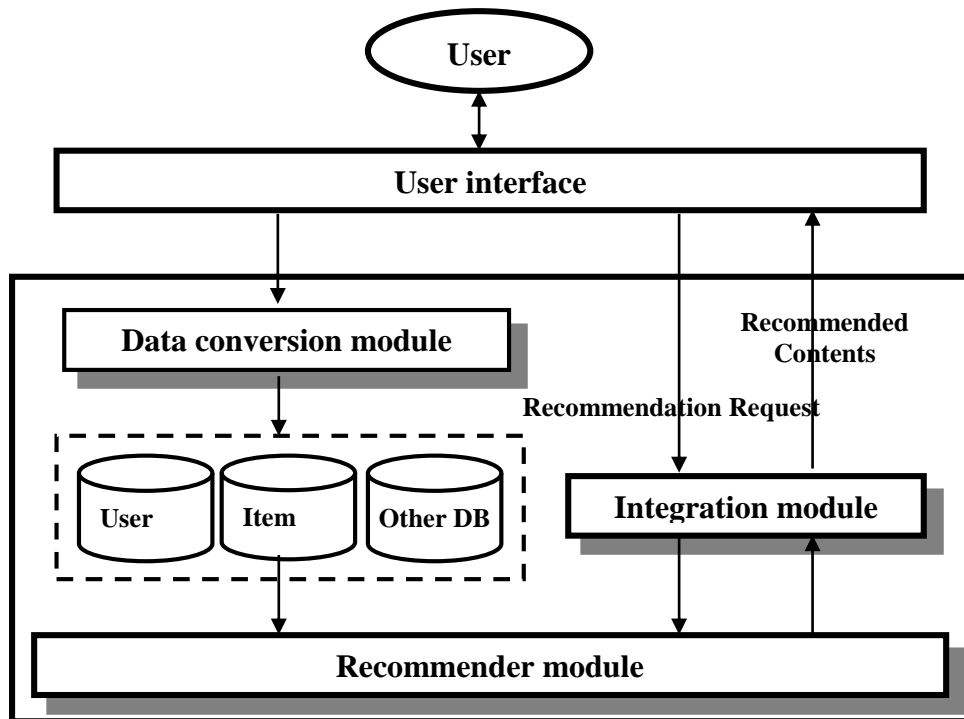 User
User interface
Data conversion module
Recommended
Contents
Recommendation Request
User
Item
Other DB
Integration module
Recommender module